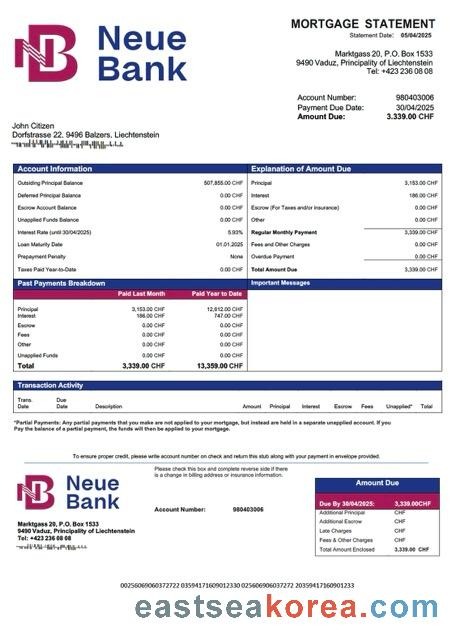 NB Neue Bank
MORTGAGE STATEMENT
Statement Date: 05/04/2025
Marktgass 20, P.O. Box 1533
9490 Vaduz, Principality of Liechtenstein
Tel: +423 236 08 08
Account Number: 980403006
Payment Due Date: 30/04/2025
Amount Due: 3.339.00 CHF
John Citizen
Dorfstrasse 22, 9496 Balzers, Liechtenstein
Account Information
Outsiding Principal Balance 507,855.00 CHF
Deferred Principal Balance 0.00 CHF
Escrow Account Balance 0.00 CHF
Unapplied Funds Balance 0.00 CHF
Interest Rate (until 30/04/2025) 5.93%
Loan Maturity Date 01.01.2025
Prepayment Penalty None
Taxes Paid Year-to-Date 0.00 CHF
Explanation of Amount Due
Principal 3,153.00 CHF
Interest 186.00 CHF
Escrow (For Taxes and/or insurance) 0.00 CHF
Other 0.00 CHF
Regular Monthly Payment 3,339.00 CHF
Fees and Other Charges 0.00 CHF
Overdue Payment 0.00 CHF
Total Amount Due 3,339.00 CHF
Past Payments Breakdown
Paid Last Month Paid Year to Date
Principal 3,153.00 CHF 12,612.00 CHF
Interest 186.00 CHF 747.00 CHF
Escrow 0.00 CHF 0.00 CHF
Fees 0.00 CHF 0.00 CHF
Other 0.00 CHF 0.00 CHF
Unapplied Funds 0.00 CHF 0.00 CHF
Total 3,339.00 CHF 13,359.00 CHF
Important Messages
Transaction Activity
Trans. Date Due Date Description Amount Principal Interest Escrow Fees Unapplied* Total
*Partial Payments: Any partial payments that you make are not applied to your mortgage, but instead are held in a separate unapplied account. If you
Pay the balance of a partial payment, the funds will then be applied to your mortgage.
To ensure proper credit, please write account number on check and return this stub along with your payment in envelope provided.
NB Neue Bank
Marktgass 20, P.O. Box 1533
9490 Vaduz, Principality of Liechtenstein
Tel: +423 236 08 08
Please check this box and complete reverse side if there
is a change in billing address or insurance information.
Account Number: 980403006
Amount Due
Due By 30/04/2025: 3,339.00CHF
Additional Principal CHF
Additional Escrow CHF
Late Charges CHF
Fees & Other Charges CHF
Total Amount Enclosed 3,339.00 CHF
00256069060372722 03594171609012330 025606906037272 20359417160901233
eastseakorea.com